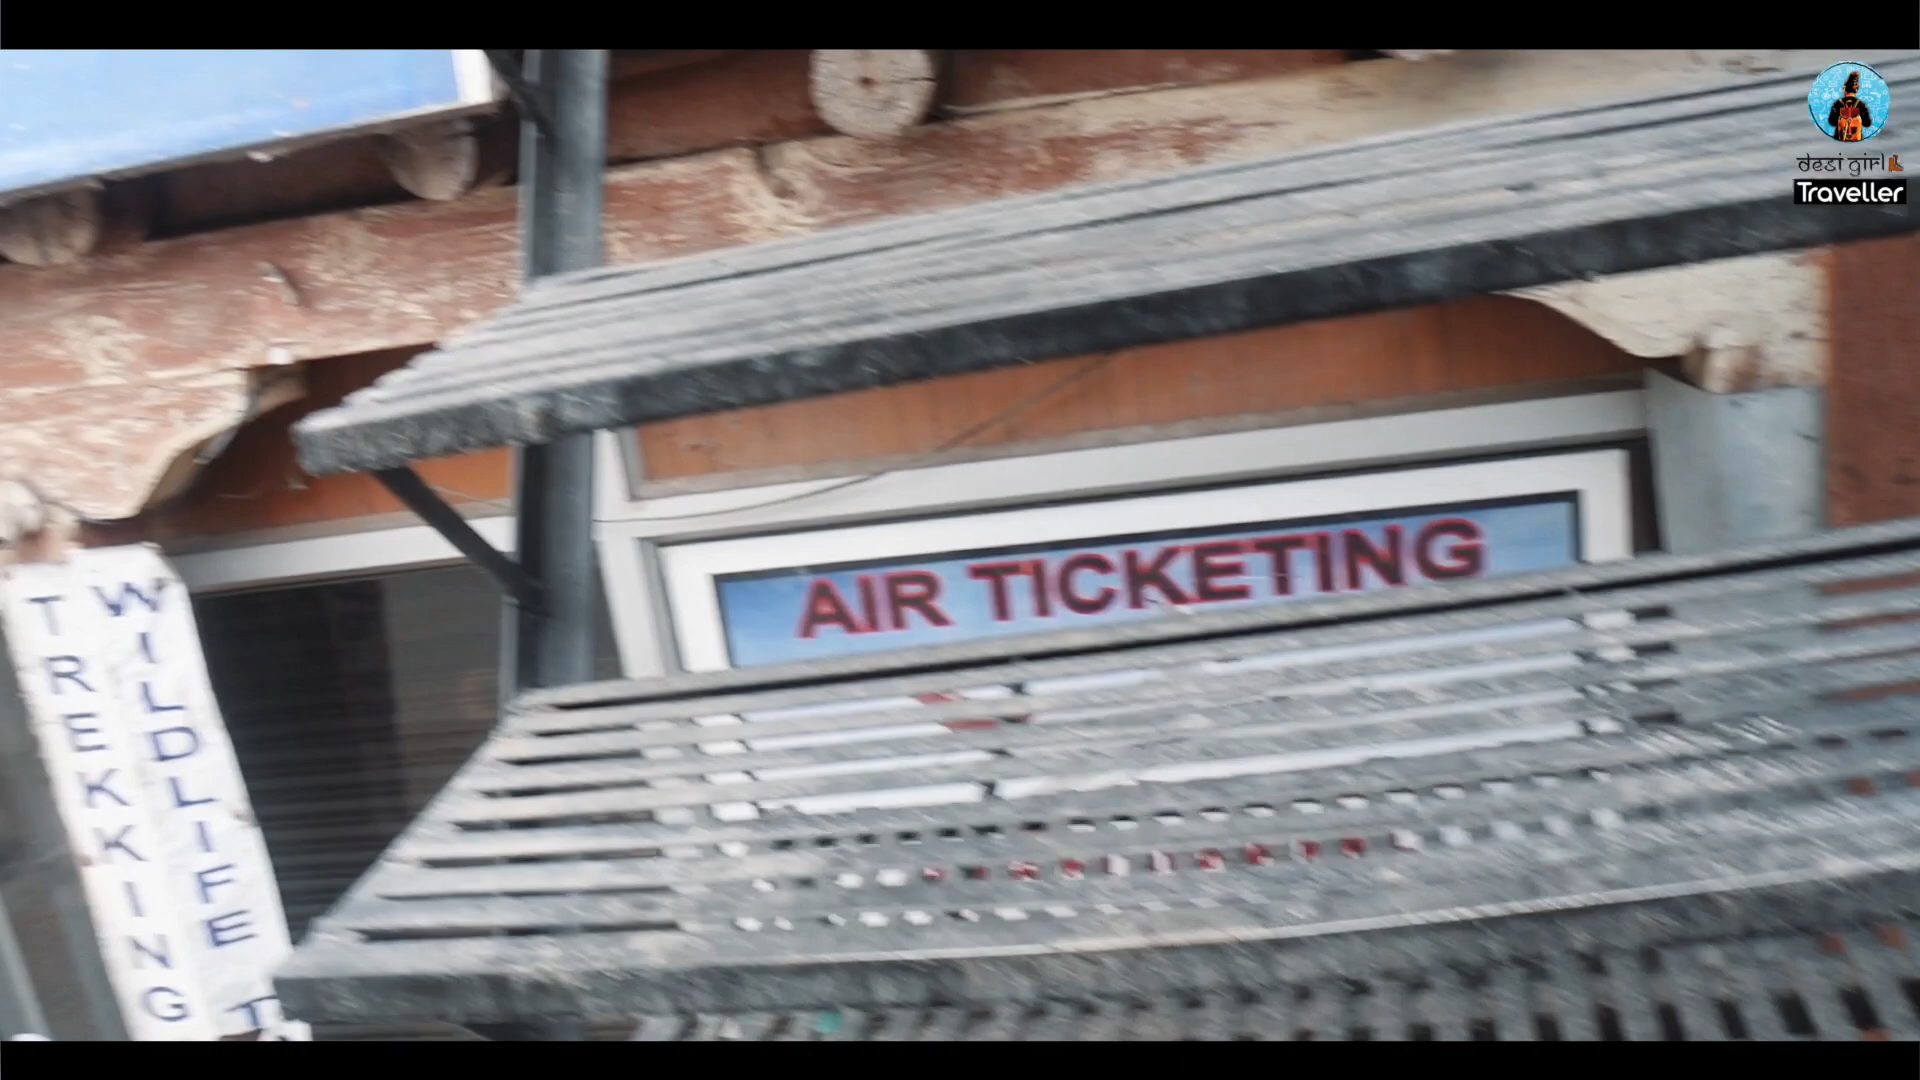 desi girl
Traveller
AIR TICKETING
TREKKING
WILDLIFE